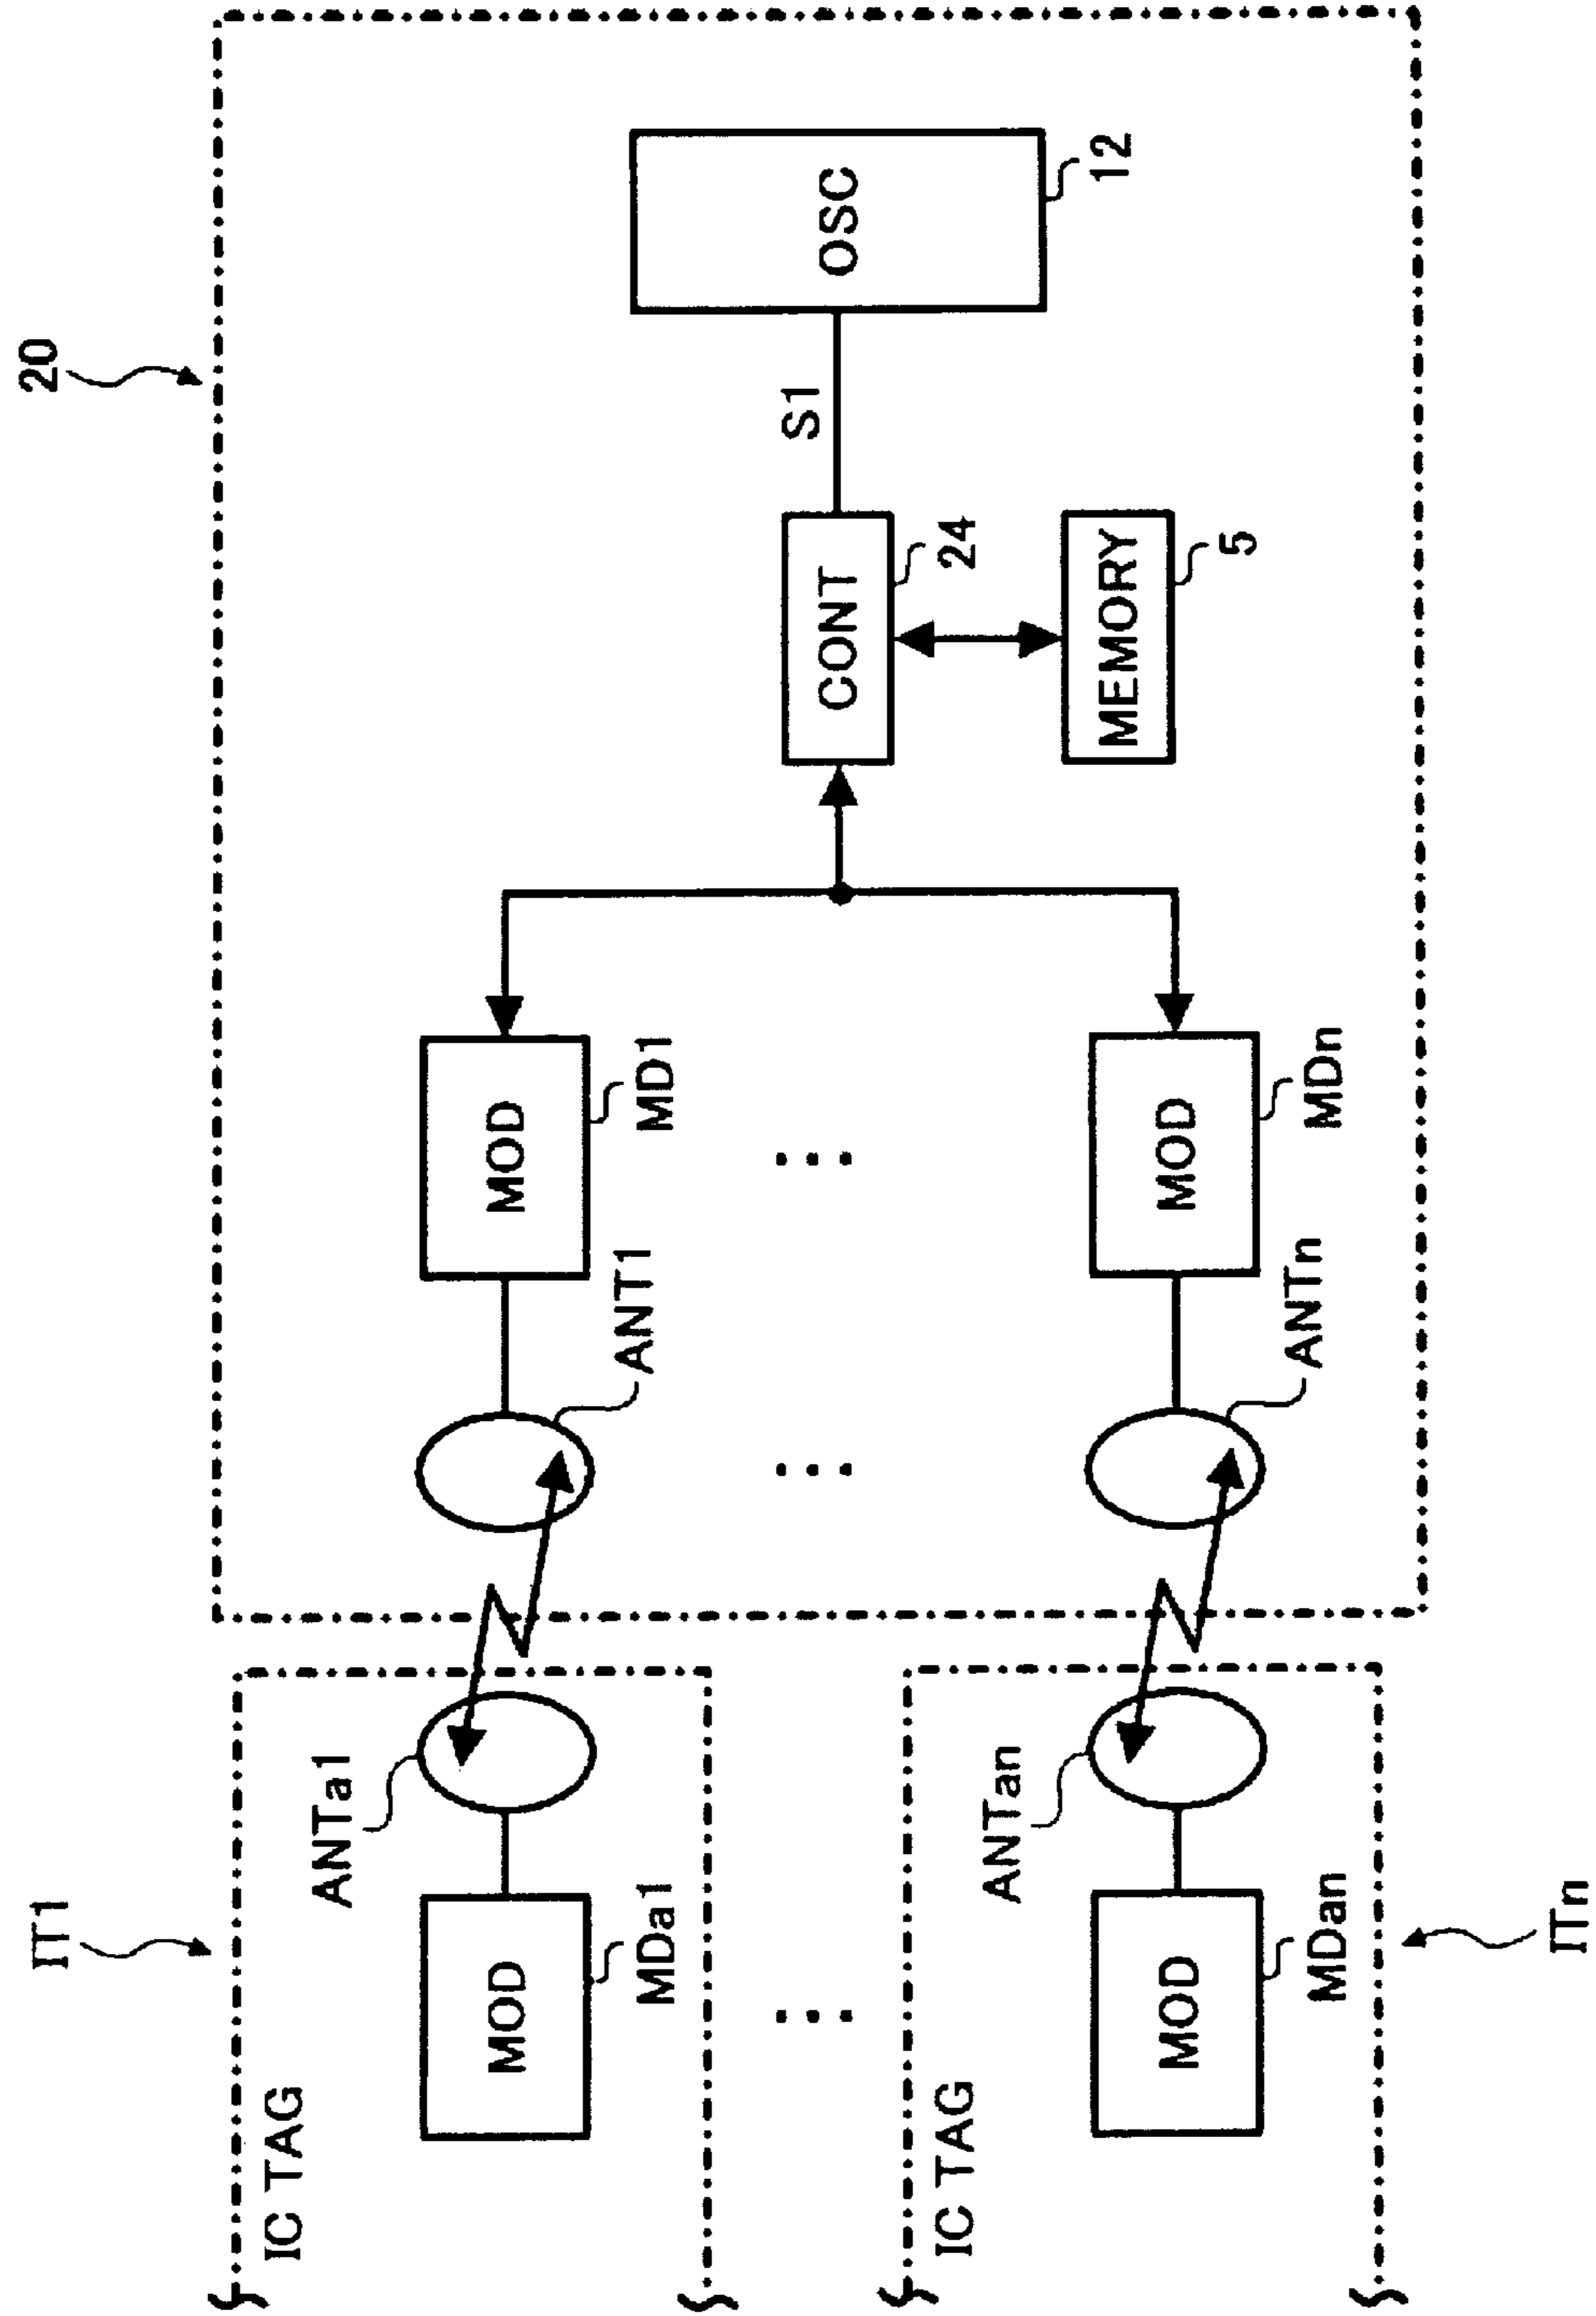 IT1
20
IC TAG
ANTa1
MOD
MDa1
ANT1
MOD
MD1
S1
OSC
12
CONT
24
MEMORY
5
...
...
...
IC TAG
ANTan
MOD
MDan
ANTn
MOD
MDn
ITn